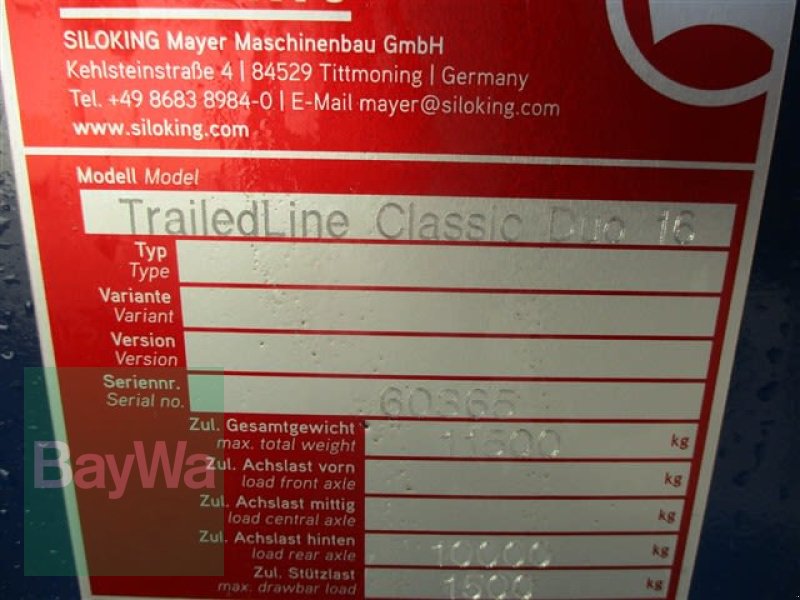 SILOKING Mayer Maschinenbau GmbH
Kehlsteinstraße 4 | 84529 Tittmoning | Germany
Tel. +49 8683 8984-0 | E-Mail mayer@siloking.com
www.siloking.com
Modell Model
TrailedLine Classic Duo 16
Typ
Type
Variante
Variant
Version
Version
Seriennr.
Serial no. 60365
Zul. Gesamtgewicht
max. total weight 11500 kg
Zul. Achslast vorn
load front axle kg
Zul. Achslast mittig
load central axle kg
Zul. Achslast hinten
load rear axle 10000 kg
Zul. Stützlast
max. drawbar load 1500 kg
BayWa